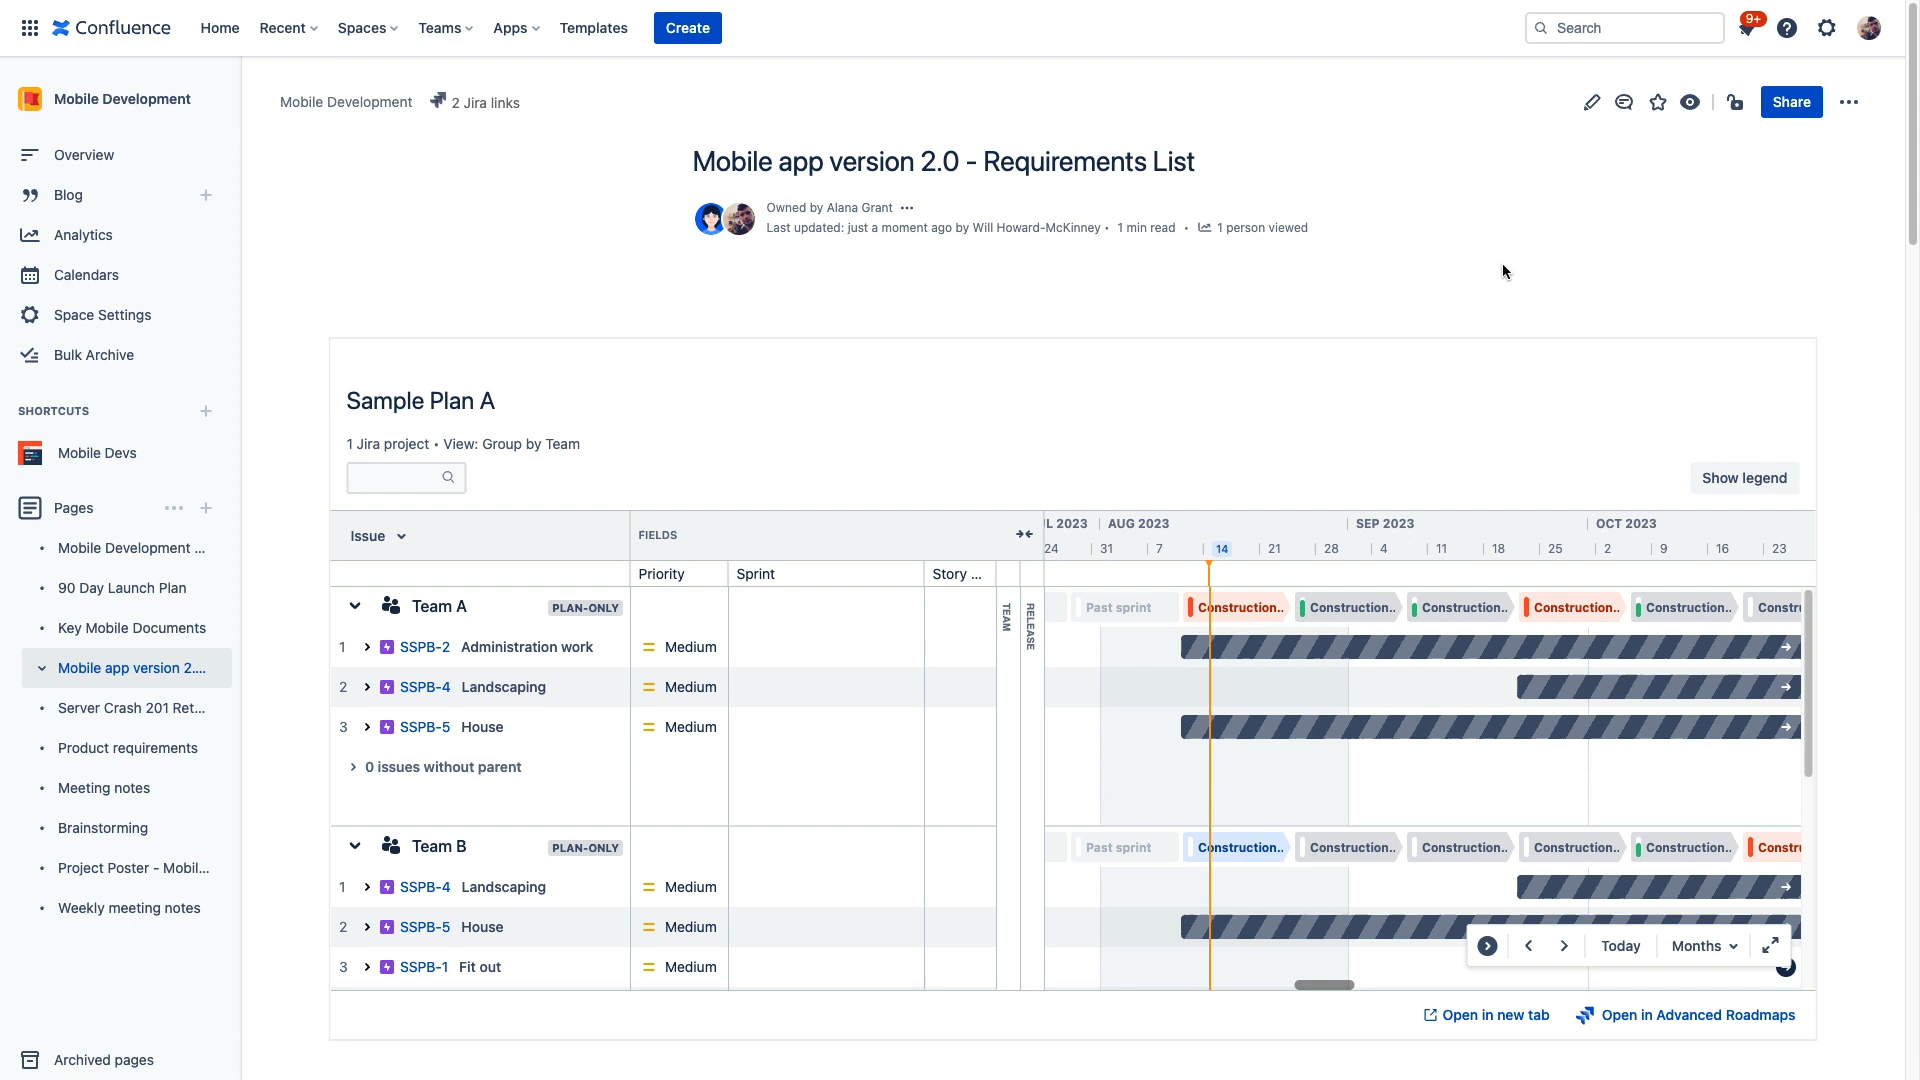 Confluence Home Recent Spaces Teams Apps Templates Create Search 9+
Mobile Development
Overview
Blog
Analytics
Calendars
Space Settings
Bulk Archive
SHORTCUTS
Mobile Devs
Pages
Mobile Development ...
90 Day Launch Plan
Key Mobile Documents
Mobile app version 2....
Server Crash 201 Ret...
Product requirements
Meeting notes
Brainstorming
Project Poster - Mobil...
Weekly meeting notes
Archived pages
Mobile Development 2 Jira links Share
Mobile app version 2.0 - Requirements List
Owned by Alana Grant •••
Last updated: just a moment ago by Will Howard-McKinney • 1 min read • 1 person viewed
Sample Plan A
1 Jira project • View: Group by Team
Show legend
Issue FIELDS L 2023 AUG 2023 SEP 2023 OCT 2023
24 31 7 14 21 28 4 11 18 25 2 9 16 23
Priority Sprint Story ...
TEAM
RELEASE
Team A PLAN-ONLY Past sprint Construction.. Construction.. Construction.. Construction.. Construction.. Constru
1 SSPB-2 Administration work Medium
2 SSPB-4 Landscaping Medium
3 SSPB-5 House Medium
0 issues without parent
Team B PLAN-ONLY Past sprint Construction.. Construction.. Construction.. Construction.. Construction.. Constru
1 SSPB-4 Landscaping Medium
2 SSPB-5 House Medium
Today Months
3 SSPB-1 Fit out Medium
Open in new tab Open in Advanced Roadmaps